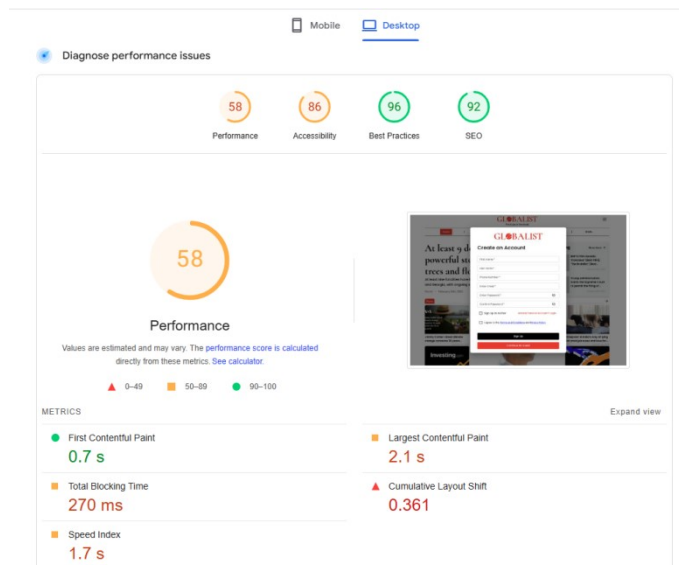 Mobile
Desktop
Diagnose performance issues
58
86
96
92
Performance
Accessibility
Best Practices
SEO
58
Performance
Values are estimated and may vary. The performance score is calculated
directly from these metrics. See calculator.
0–49
50–89
90–100
GLOBALIST
GLOBALIST
Create an Account
At least 9
powerful
trees and
Investing
METRICS
Expand view
First Contentful Paint
0.7 s
Largest Contentful Paint
2.1 s
Total Blocking Time
270 ms
Cumulative Layout Shift
0.361
Speed Index
1.7 s